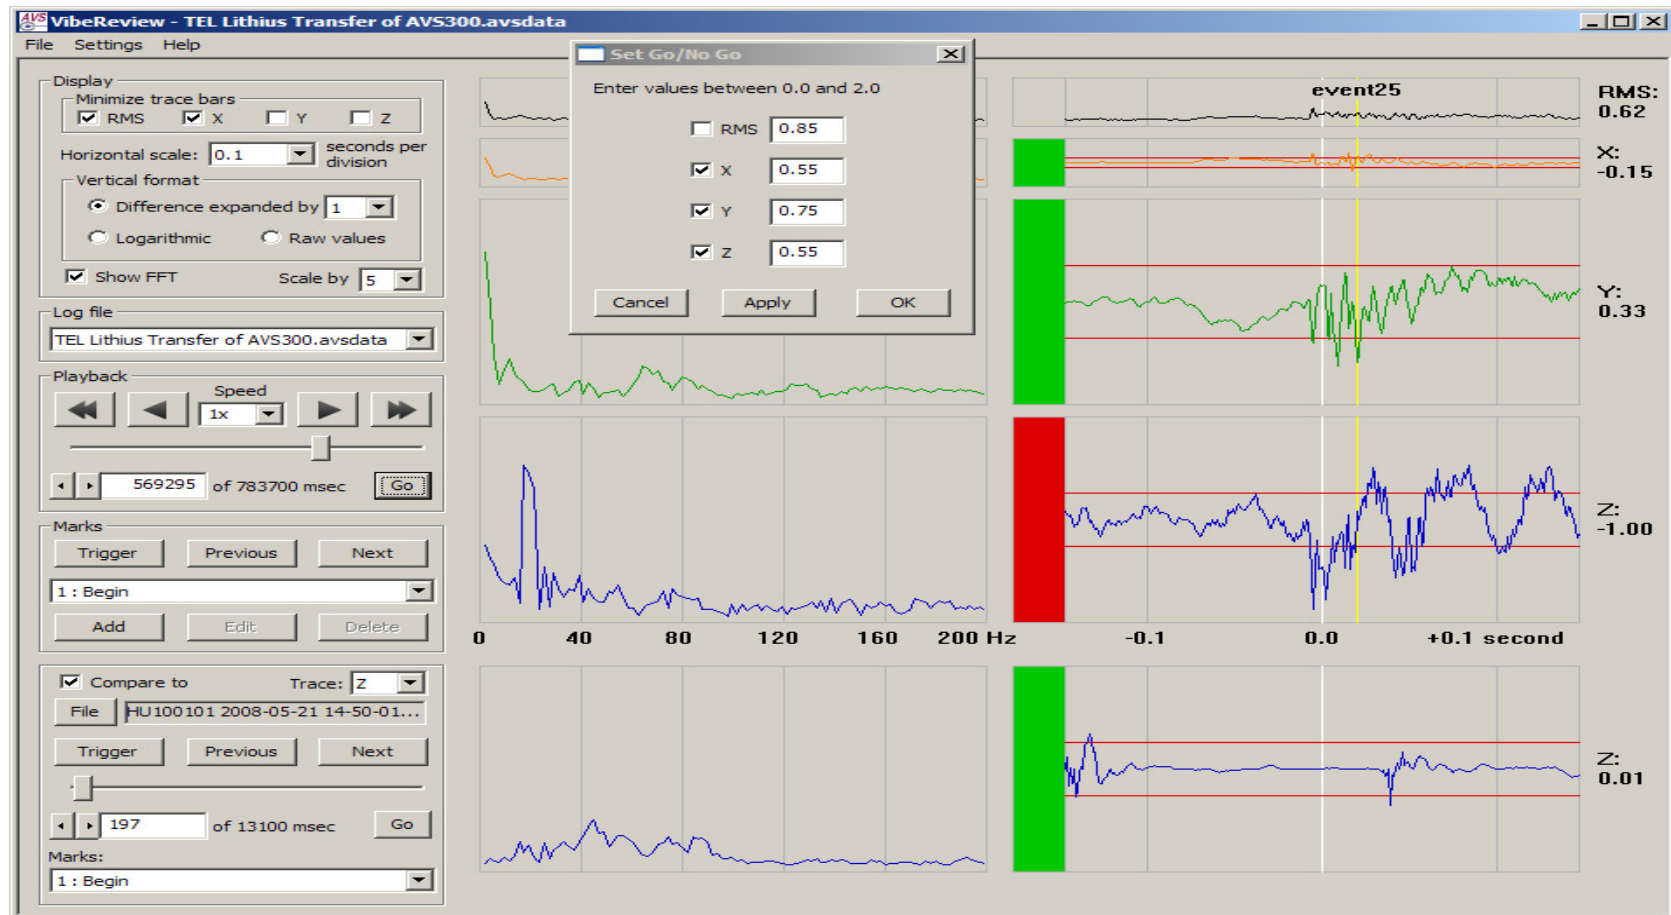 AVS VibeReview - TEL Lithius Transfer of AVS300.avsdata
File Settings Help
Display
Minimize trace bars
RMS X Y Z
Horizontal scale: 0.1 seconds per division
Vertical format
Difference expanded by 1
Logarithmic Raw values
Show FFT Scale by 5
Log file
TEL Lithius Transfer of AVS300.avsdata
Playback
Speed
1x
569295 of 783700 msec Go
Marks
Trigger Previous Next
1 : Begin
Add Edit Delete
Compare to Trace: Z
File HU100101 2008-05-21 14-50-01...
Trigger Previous Next
197 of 13100 msec Go
Marks:
1 : Begin
Set Go/No Go
Enter values between 0.0 and 2.0
RMS 0.85
X 0.55
Y 0.75
Z 0.55
Cancel Apply OK
event25
RMS:
0.62
X:
-0.15
Y:
0.33
Z:
-1.00
0 40 80 120 160 200 Hz
-0.1 0.0 +0.1 second
Z:
0.01